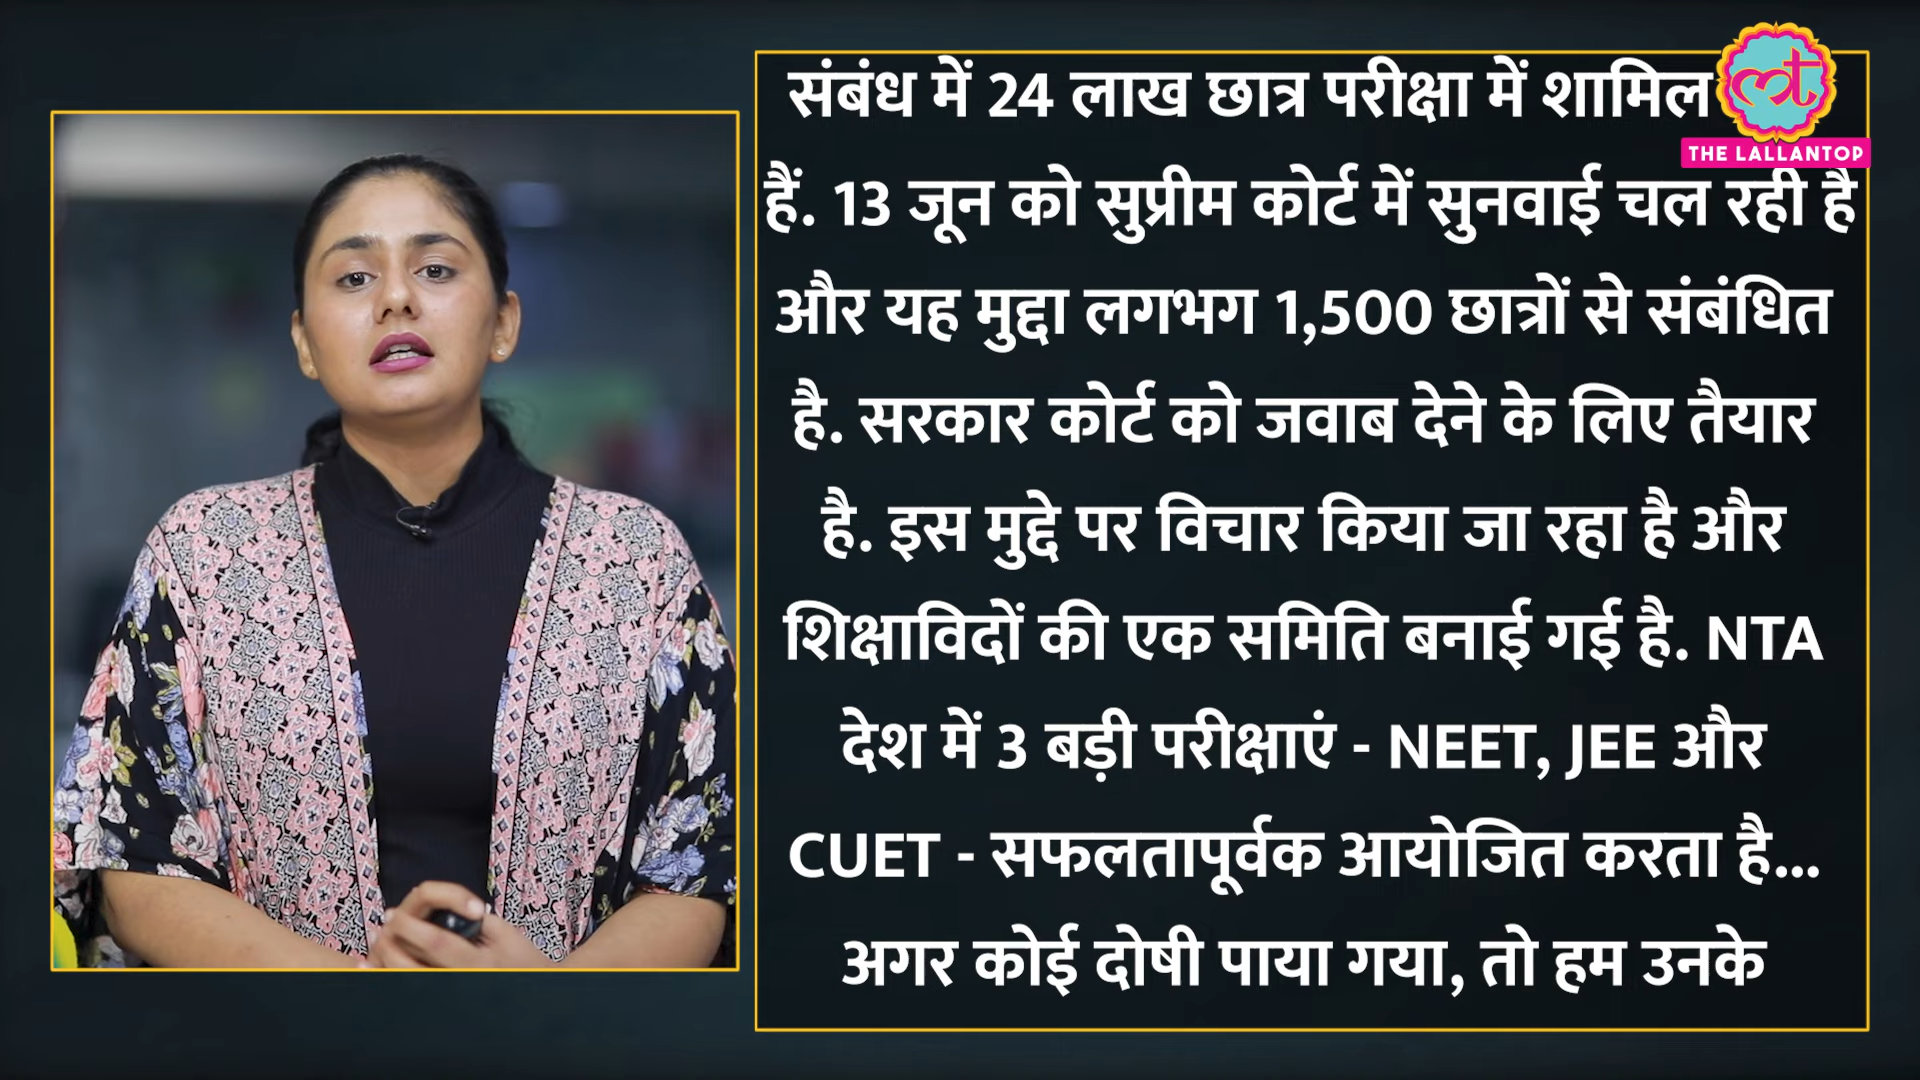 संबंध में 24 लाख छात्र परीक्षा में शामिल
हैं. 13 जून को सुप्रीम कोर्ट में सुनवाई चल रही है
और यह मुद्दा लगभग 1,500 छात्रों से संबंधित
है. सरकार कोर्ट को जवाब देने के लिए तैयार
है. इस मुद्दे पर विचार किया जा रहा है और
शिक्षाविदों की एक समिति बनाई गई है. NTA
देश में 3 बड़ी परीक्षाएं - NEET, JEE और
CUET - सफलतापूर्वक आयोजित करता है...
अगर कोई दोषी पाया गया, तो हम उनके
THE LALLANTOP